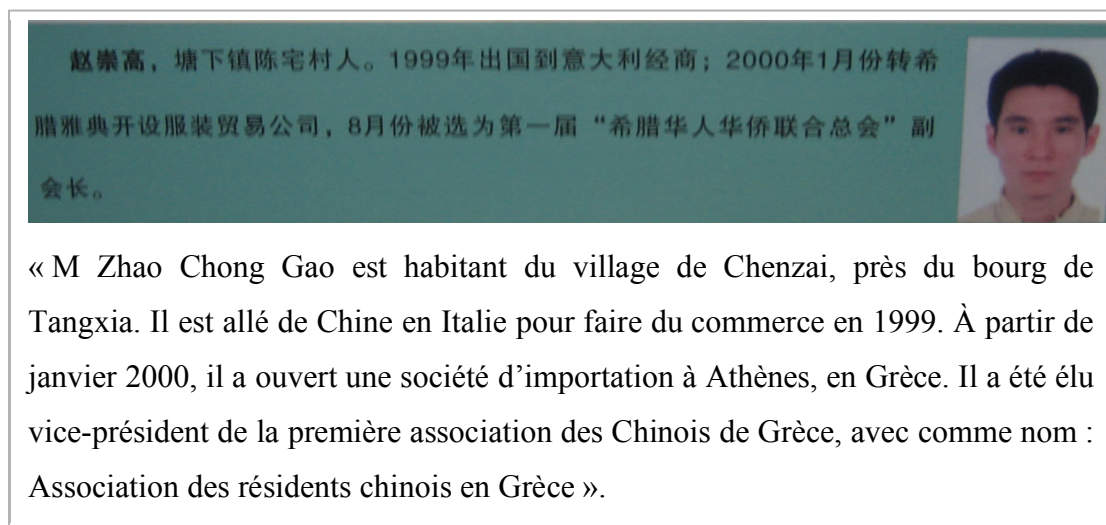 赵崇高，塘下镇陈宅村人。1999年出国到意大利经商；2000年1月份转希
腊雅典开设服装贸易公司，8月份被选为第一届“希腊华人华侨联合总会”副
会长。
« M Zhao Chong Gao est habitant du village de Chenzai, près du bourg de
Tangxia. Il est allé de Chine en Italie pour faire du commerce en 1999. À partir de
janvier 2000, il a ouvert une société d’importation à Athènes, en Grèce. Il a été élu
vice-président de la première association des Chinois de Grèce, avec comme nom :
Association des résidents chinois en Grèce ».